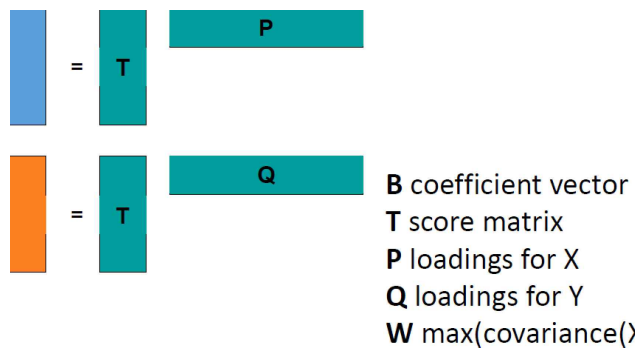 P
= T
Q
= T
B coefficient vector
T score matrix
P loadings for X
Q loadings for Y
W max(covariance(X